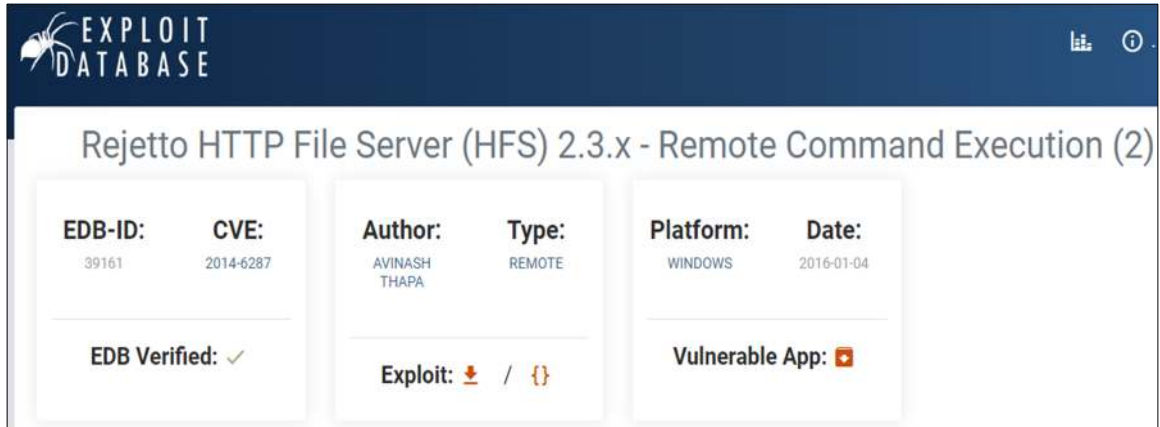 EXPLOIT
DATABASE
Rejetto HTTP File Server (HFS) 2.3.x - Remote Command Execution (2)
EDB-ID: CVE:
39161 2014-6287
EDB Verified:
Author: Type:
AVINASH REMOTE
THAPA
Exploit: / {}
Platform: Date:
WINDOWS 2016-01-04
Vulnerable App: